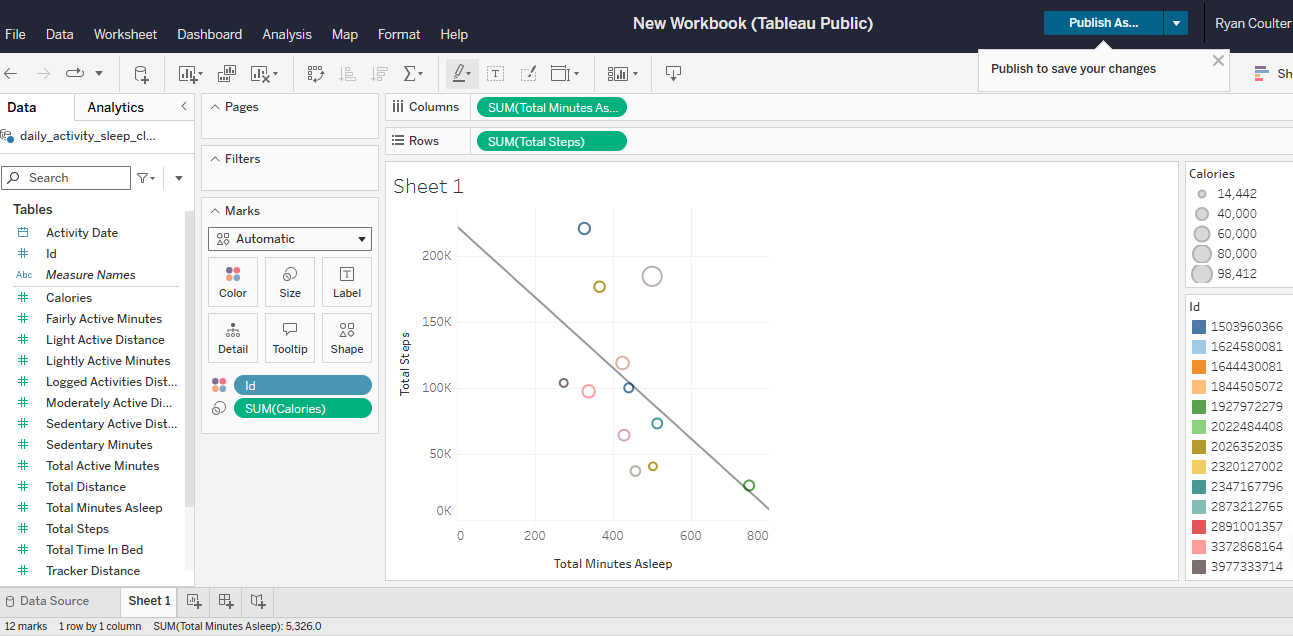 New Workbook (Tableau Public)
Publish As...
Ryan Coulter
File Data Worksheet Dashboard Analysis Map Format Help
Publish to save your changes
Sh
Data
Analytics
daily_activity_sleep_cl...
Search
Tables
Activity Date
Id
Abc Measure Names
Calories
Fairly Active Minutes
Light Active Distance
Lightly Active Minutes
Logged Activities Dist...
Moderately Active Di...
Sedentary Active Dist...
Sedentary Minutes
Total Active Minutes
Total Distance
Total Minutes Asleep
Total Steps
Total Time In Bed
Tracker Distance
Pages
Filters
Marks
Automatic
Color Size Label
Detail Tooltip Shape
Id
SUM(Calories)
Columns SUM(Total Minutes As...
Rows SUM(Total Steps)
Sheet 1
Total Steps
200K
150K
100K
50K
0K
0 200 400 600 800
Total Minutes Asleep
Calories
14,442
40,000
60,000
80,000
98,412
Id
1503960366
1624580081
1644430081
1844505072
1927972279
2022484408
2026352035
2320127002
2347167796
2873212765
2891001357
3372868164
3977333714
Data Source Sheet 1
12 marks 1 row by 1 column SUM(Total Minutes Asleep): 5,326.0